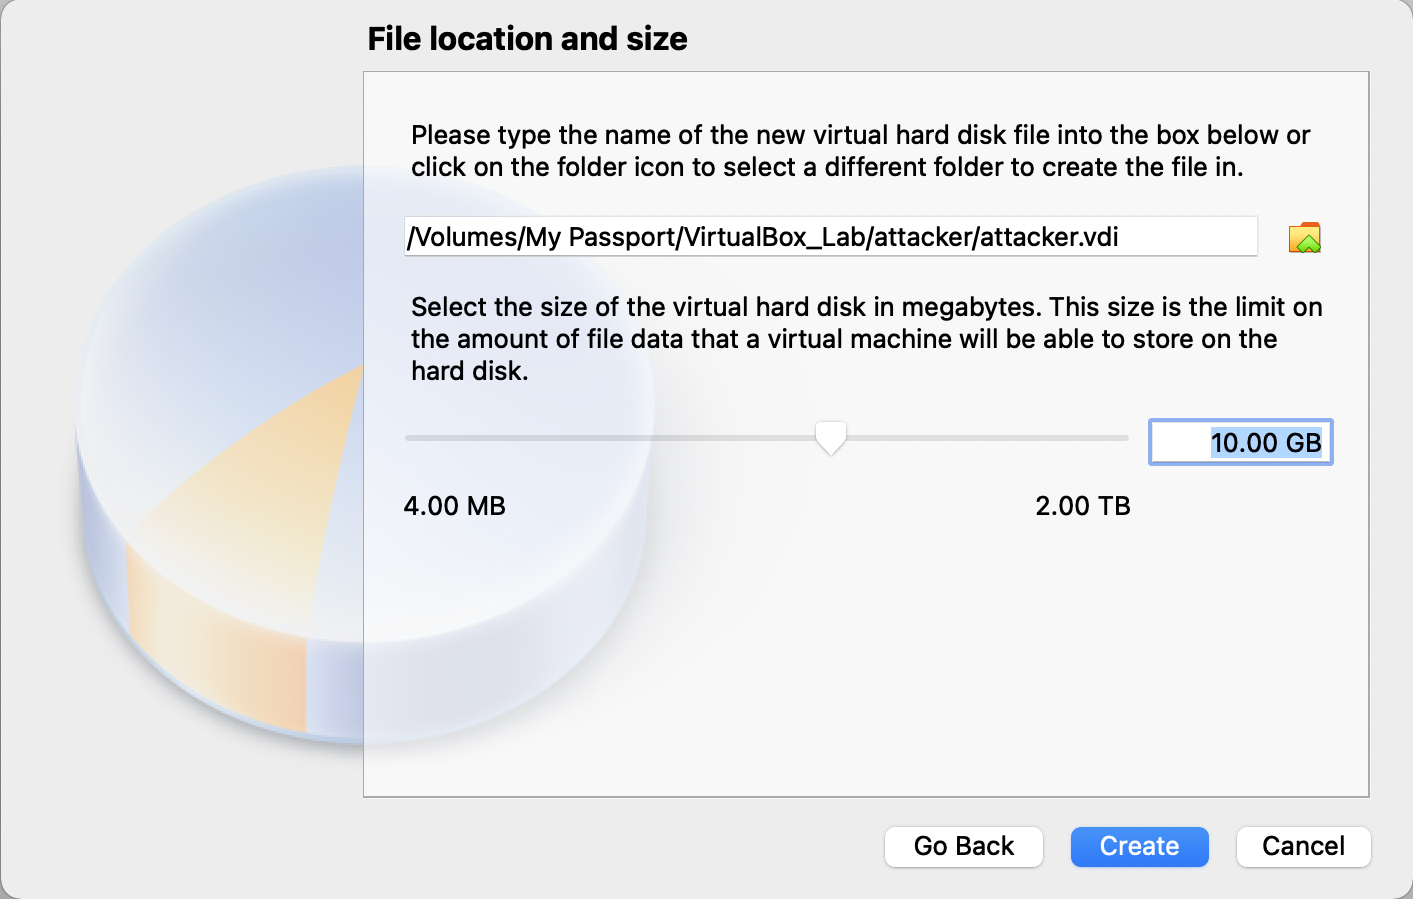 File location and size
Please type the name of the new virtual hard disk file into the box below or
click on the folder icon to select a different folder to create the file in.
/Volumes/My Passport/VirtualBox_Lab/attacker/attacker.vdi
Select the size of the virtual hard disk in megabytes. This size is the limit on
the amount of file data that a virtual machine will be able to store on the
hard disk.
10.00 GB
4.00 MB
2.00 TB
Go Back
Create
Cancel